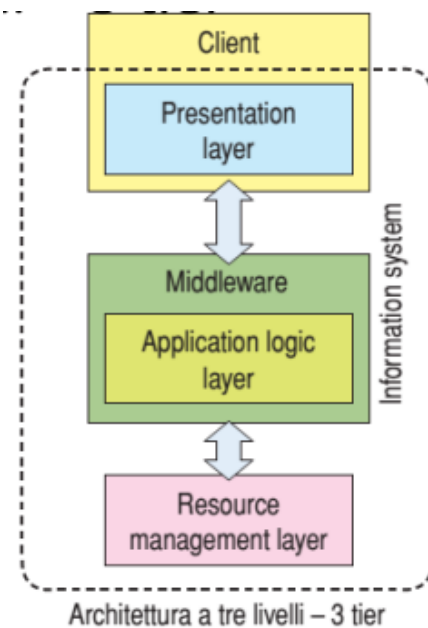 Client
Presentation
layer
Middleware
Application logic
layer
Resource
management layer
Information system
Architettura a tre livelli – 3 tier